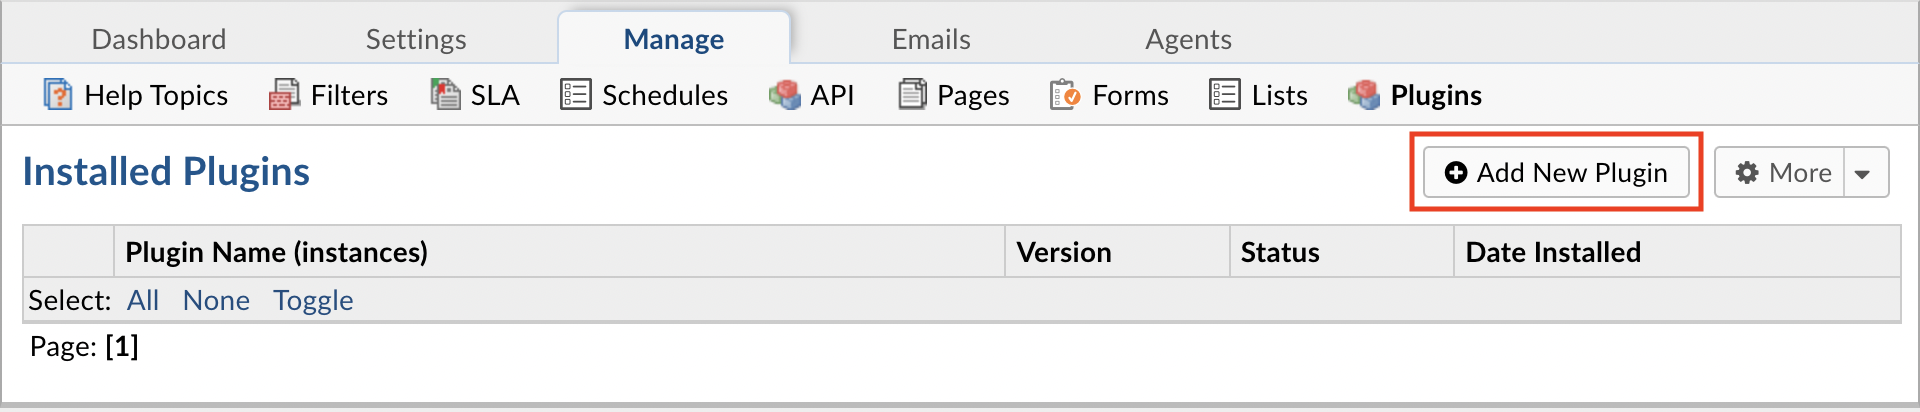 Dashboard Settings Manage Emails Agents
Help Topics Filters SLA Schedules API Pages Forms Lists Plugins
Installed Plugins Add New Plugin More
Plugin Name (instances) Version Status Date Installed
Select: All None Toggle
Page: [1]